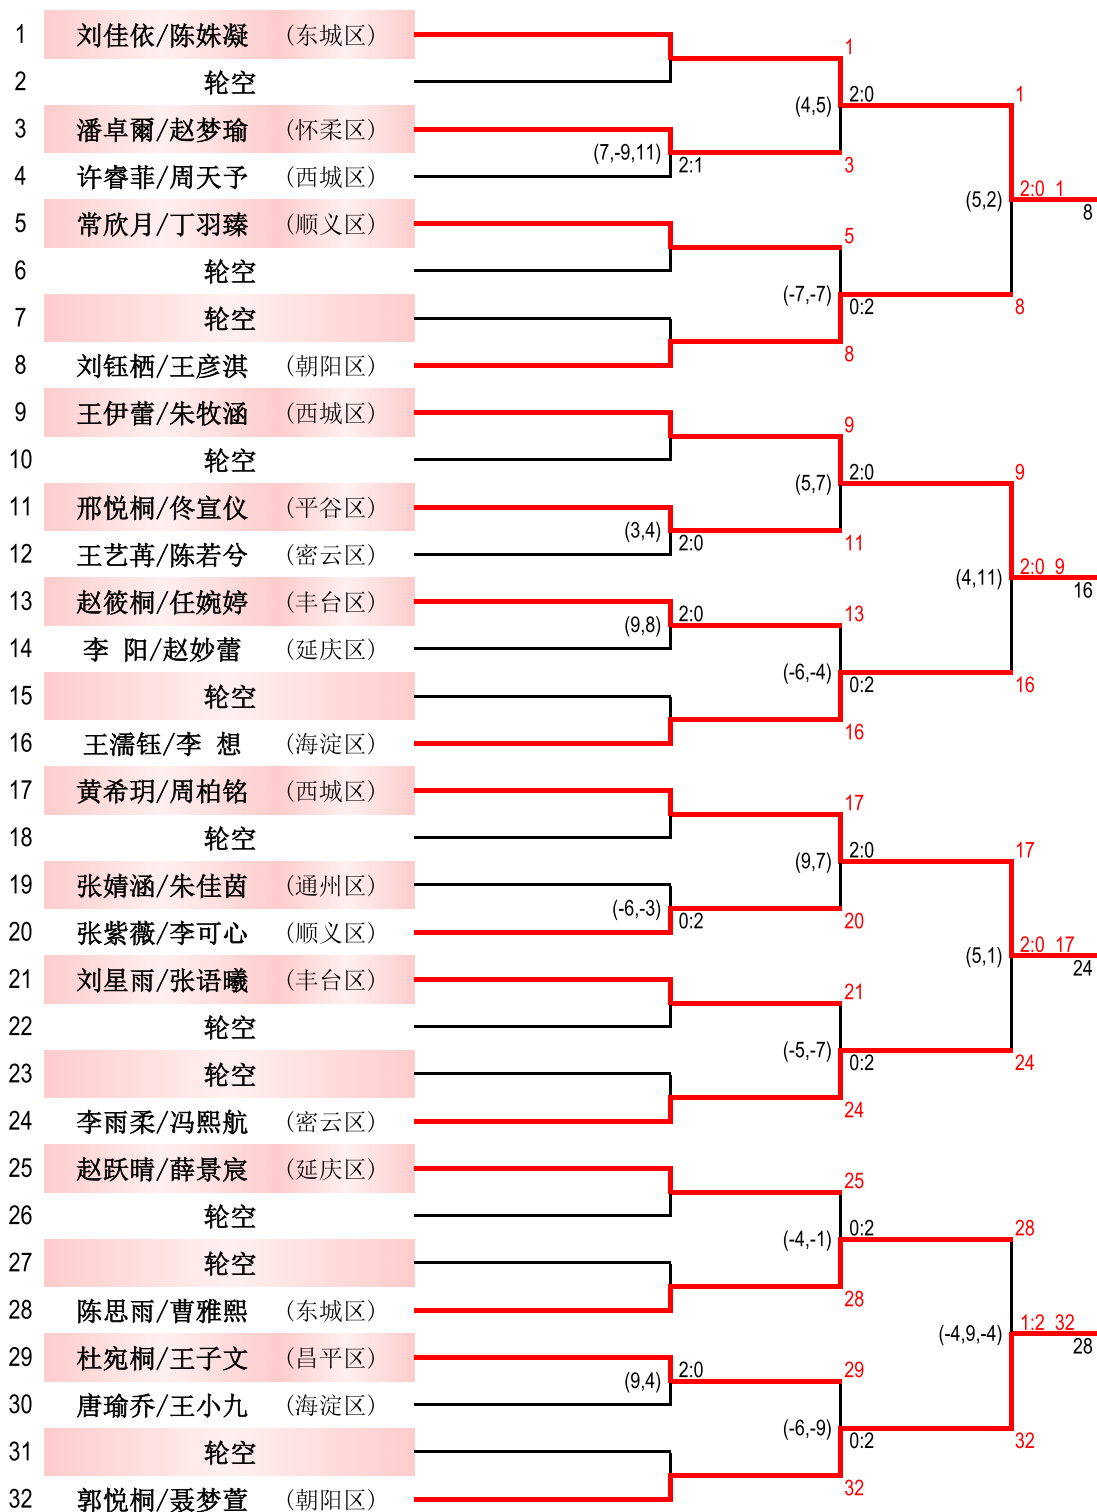 1 刘佳依/陈姝凝 (东城区)
1
2 轮空
(4,5) 2:0
1
3 潘卓爾/赵梦瑜 (怀柔区)
(7,-9,11) 2:1
3
4 许睿菲/周天予 (西城区)
(5,2) 2:0 1
8
5 常欣月/丁羽臻 (顺义区)
5
6 轮空
(-7,-7) 0:2
8
7 轮空
8
8 刘钰栖/王彦淇 (朝阳区)
9 王伊蕾/朱牧涵 (西城区)
9
10 轮空
(5,7) 2:0
9
11 邢悦桐/佟宣仪 (平谷区)
(3,4) 2:0
11
12 王艺苒/陈若兮 (密云区)
(4,11) 2:0 9
16
13 赵筱桐/任婉婷 (丰台区)
(9,8) 2:0
13
14 李 阳/赵妙蕾 (延庆区)
(-6,-4) 0:2
16
15 轮空
16
16 王濡钰/李 想 (海淀区)
17 黄希玥/周柏铭 (西城区)
17
18 轮空
(9,7) 2:0
17
19 张婧涵/朱佳茵 (通州区)
(-6,-3) 0:2
20
20 张紫薇/李可心 (顺义区)
(5,1) 2:0 17
24
21 刘星雨/张语曦 (丰台区)
21
22 轮空
(-5,-7) 0:2
24
23 轮空
24
24 李雨柔/冯熙航 (密云区)
25 赵跃晴/薛景宸 (延庆区)
25
26 轮空
(-4,-1) 0:2
28
27 轮空
28
28 陈思雨/曹雅熙 (东城区)
(-4,9,-4) 1:2 32
28
29 杜宛桐/王子文 (昌平区)
(9,4) 2:0
29
30 唐瑜乔/王小九 (海淀区)
(-6,-9) 0:2
32
31 轮空
32
32 郭悦桐/聂梦萱 (朝阳区)